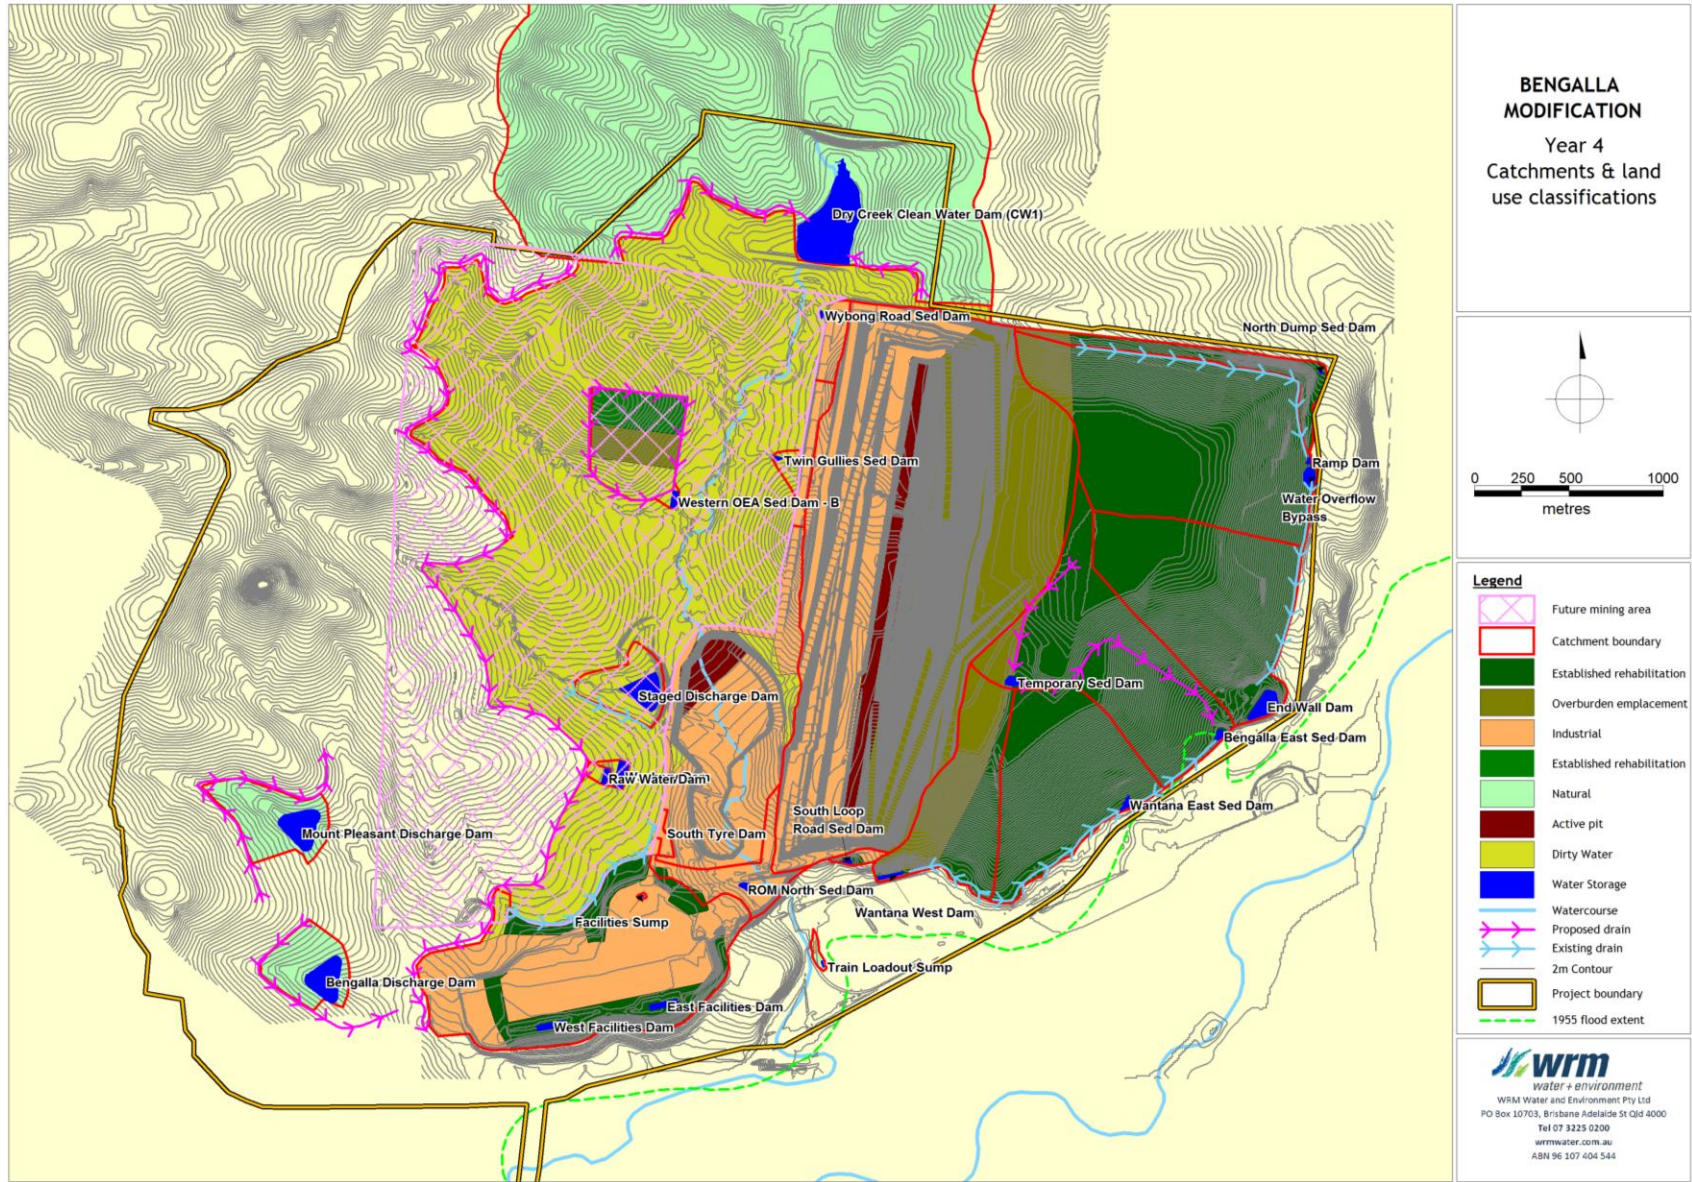 BENGALLA
MODIFICATION
Year 4
Catchments & land
use classifications
Dry Creek Clean Water Dam (CW1)
Wybong Road Sed Dam
North Dump Sed Dam
Twin Gullies Sed Dam
Ramp Dam
Western OEA Sed Dam - B
Water Overflow
Bypass
Staged Discharge Dam
Temporary Sed Dam
End Wall Dam
Bengalla East Sed Dam
Raw Water Dam
Wantana East Sed Dam
South Loop
Road Sed Dam
Mount Pleasant Discharge Dam
South Tyre Dam
ROM North Sed Dam
Wantana West Dam
Facilities Sump
Train Loadout Sump
Bengalla Discharge Dam
East Facilities Dam
West Facilities Dam
0 250 500 1000
metres
Legend
Future mining area
Catchment boundary
Established rehabilitation
Overburden emplacement
Industrial
Established rehabilitation
Natural
Active pit
Dirty Water
Water Storage
Watercourse
Proposed drain
Existing drain
2m Contour
Project boundary
1955 flood extent
wrm
water + environment
WRM Water and Environment Pty Ltd
PO Box 10703, Brisbane Adelaide St Qld 4000
Tel 07 3225 0200
wrmwater.com.au
ABN 96 107 404 544